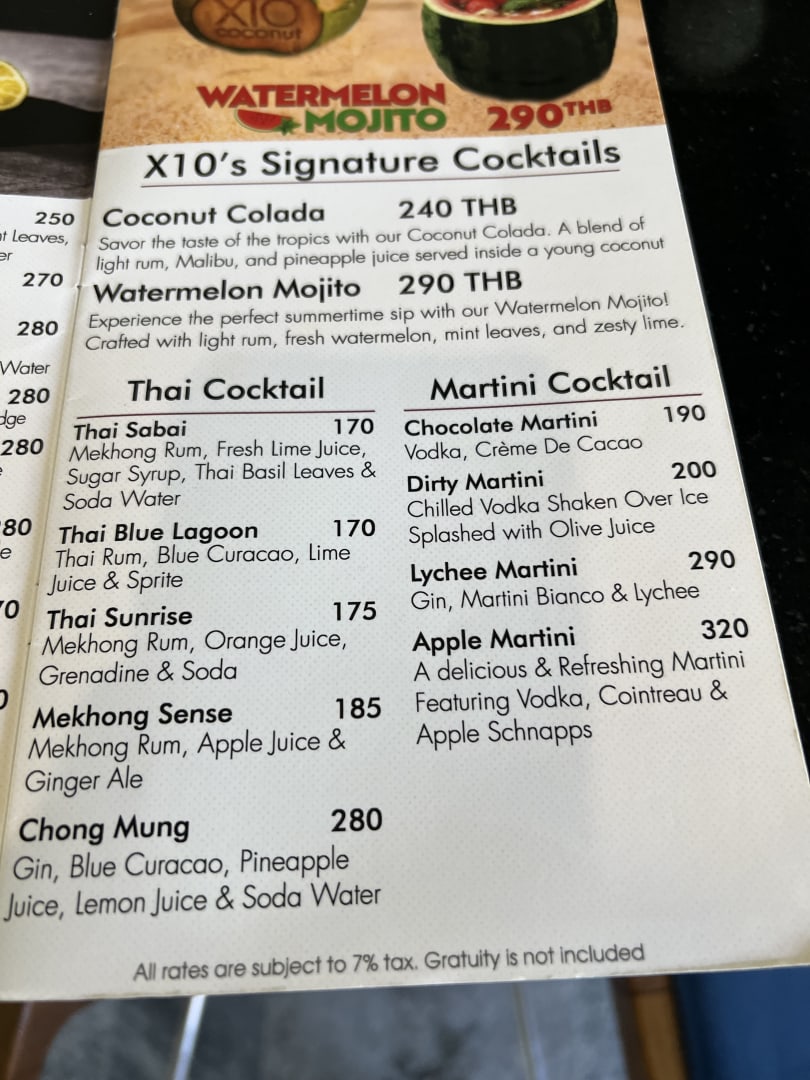 X10
coconut
WATERMELON
MOJITO 290THB
X10's Signature Cocktails
Coconut Colada 240 THB
Savor the taste of the tropics with our Coconut Colada. A blend of
light rum, Malibu, and pineapple juice served inside a young coconut
Watermelon Mojito 290 THB
Experience the perfect summertime sip with our Watermelon Mojito!
Crafted with light rum, fresh watermelon, mint leaves, and zesty lime.
Thai Cocktail
Thai Sabai 170
Mekhong Rum, Fresh Lime Juice,
Sugar Syrup, Thai Basil Leaves &
Soda Water
Thai Blue Lagoon 170
Thai Rum, Blue Curacao, Lime
Juice & Sprite
Thai Sunrise 175
Mekhong Rum, Orange Juice,
Grenadine & Soda
Mekhong Sense 185
Mekhong Rum, Apple Juice &
Ginger Ale
Chong Mung 280
Gin, Blue Curacao, Pineapple
Juice, Lemon Juice & Soda Water
Martini Cocktail
Chocolate Martini 190
Vodka, Crème De Cacao
Dirty Martini 200
Chilled Vodka Shaken Over Ice
Splashed with Olive Juice
Lychee Martini 290
Gin, Martini Bianco & Lychee
Apple Martini 320
A delicious & Refreshing Martini
Featuring Vodka, Cointreau &
Apple Schnapps
All rates are subject to 7% tax. Gratuity is not included
250
Leaves,
270
280
Water
280
280